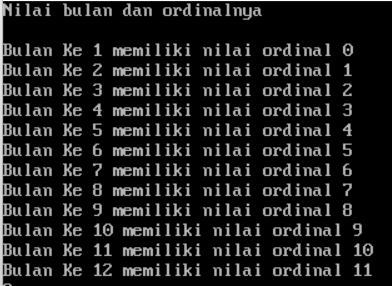 Nilai bulan dan ordinalnya
Bulan Ke 1 memiliki nilai ordinal 0
Bulan Ke 2 memiliki nilai ordinal 1
Bulan Ke 3 memiliki nilai ordinal 2
Bulan Ke 4 memiliki nilai ordinal 3
Bulan Ke 5 memiliki nilai ordinal 4
Bulan Ke 6 memiliki nilai ordinal 5
Bulan Ke 7 memiliki nilai ordinal 6
Bulan Ke 8 memiliki nilai ordinal 7
Bulan Ke 9 memiliki nilai ordinal 8
Bulan Ke 10 memiliki nilai ordinal 9
Bulan Ke 11 memiliki nilai ordinal 10
Bulan Ke 12 memiliki nilai ordinal 11